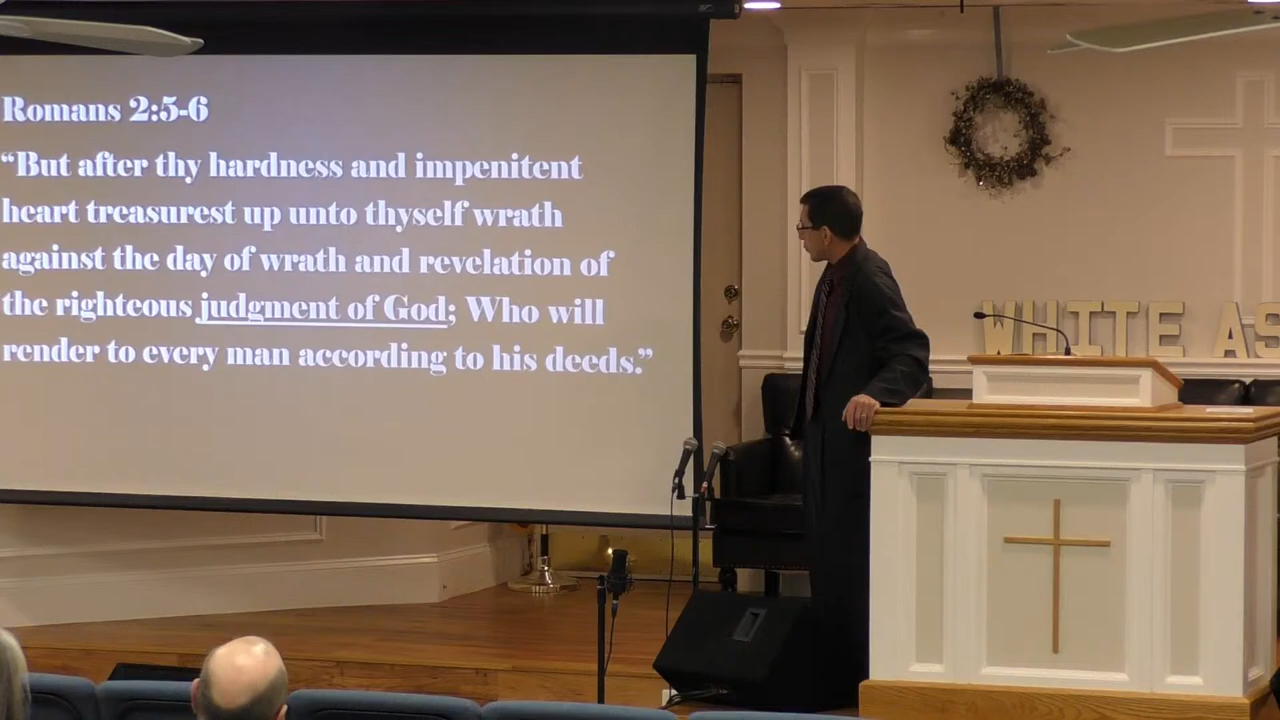 Romans 2:5-6
“But after thy hardness and impenitent
heart treasurest up unto thyself wrath
against the day of wrath and revelation of
the righteous judgment of God; Who will
render to every man according to his deeds.”
WHITE AS